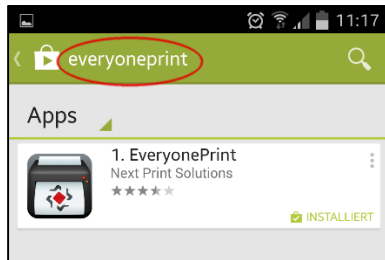 11:17
everyoneprint
Apps
1. EveryonePrint
Next Print Solutions
INSTALLIERT